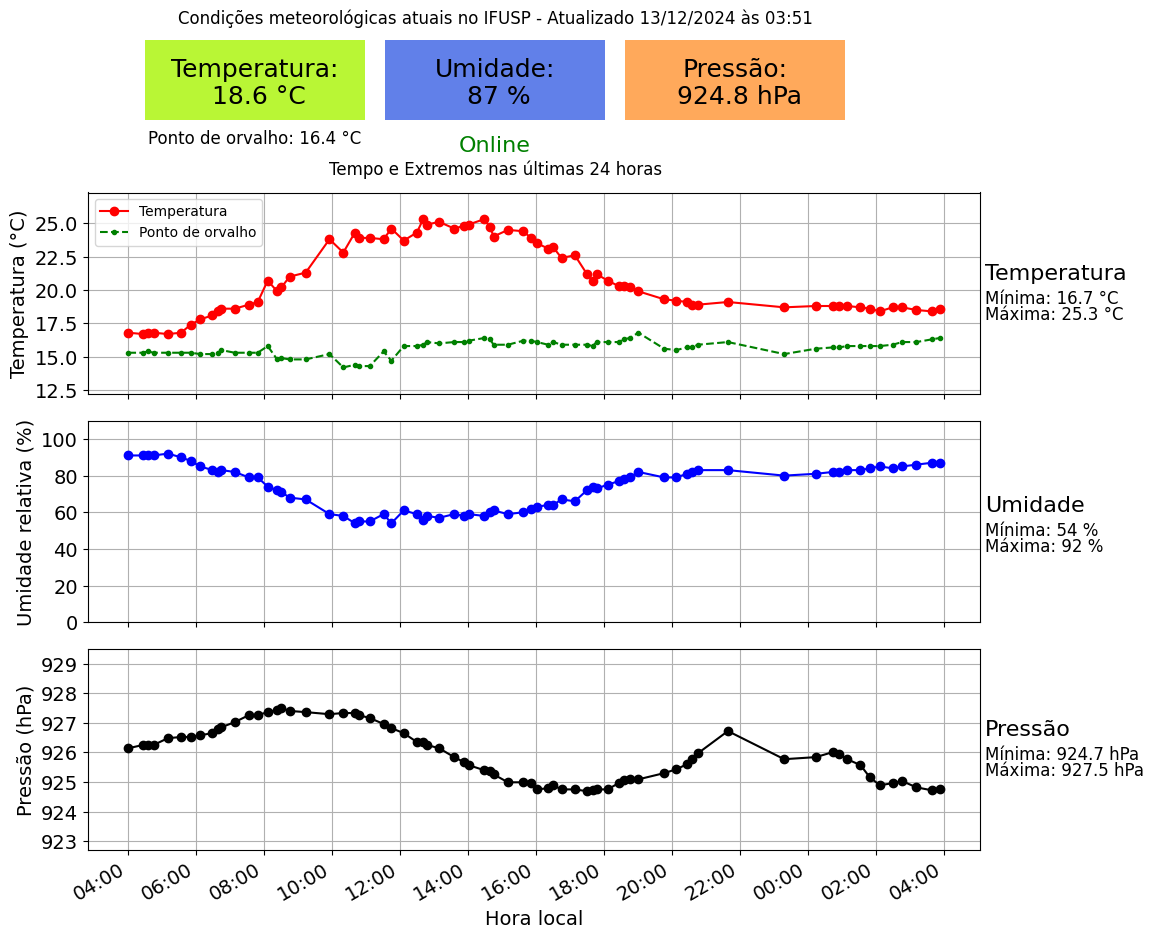 Condições meteorológicas atuais no IFUSP - Atualizado 13/12/2024 às 03:51
Temperatura:
18.6 °C
Umidade:
87 %
Pressão:
924.8 hPa
Ponto de orvalho: 16.4 °C
Online
Tempo e Extremos nas últimas 24 horas
Temperatura (°C)
25.0
22.5
20.0
17.5
15.0
12.5
Temperatura
Ponto de orvalho
Temperatura
Mínima: 16.7 °C
Máxima: 25.3 °C
Umidade relativa (%)
100
80
60
40
20
0
Umidade
Mínima: 54 %
Máxima: 92 %
Pressão (hPa)
929
928
927
926
925
924
923
Pressão
Mínima: 924.7 hPa
Máxima: 927.5 hPa
04:00 06:00 08:00 10:00 12:00 14:00 16:00 18:00 20:00 22:00 00:00 02:00 04:00
Hora local